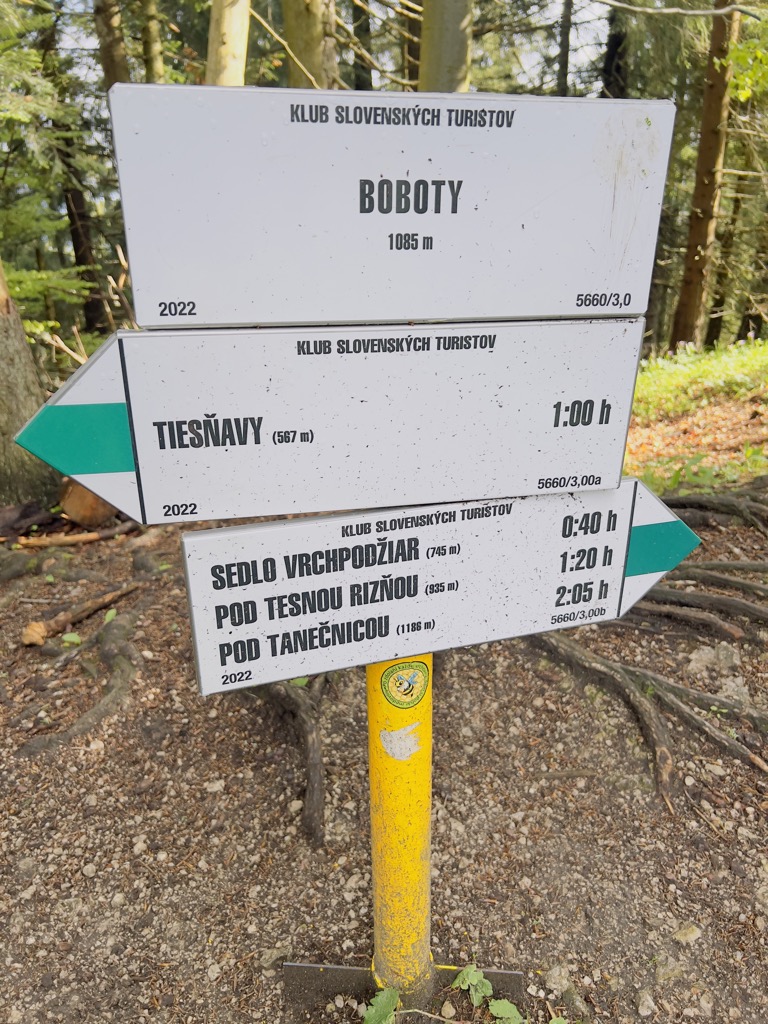 KLUB SLOVENSKÝCH TURISTOV
BOBOTY
1085 m
2022 5660/3,0
KLUB SLOVENSKÝCH TURISTOV
TIESŇAVY (567 m) 1:00 h
2022 5660/3,00a
KLUB SLOVENSKÝCH TURISTOV
SEDLO VRCHPODŽIAR (745 m) 0:40 h
POD TESNOU RIZŇOU (935 m) 1:20 h
POD TANEČNICOU (1186 m) 2:05 h
2022 5660/3,00b